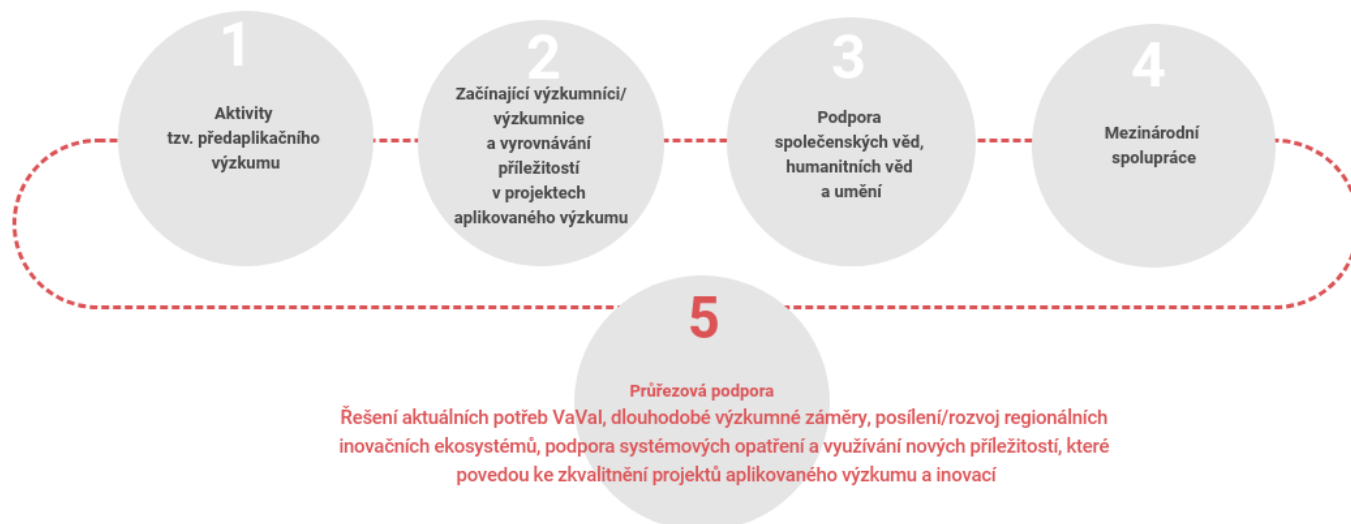 1
Aktivity
tzv. předaplikačního
výzkumu
2
Začínající výzkumníci/
výzkumnice
a vyrovnávání
příležitostí
v projektech
aplikovaného výzkumu
3
Podpora
společenských věd,
humanitních věd
a umění
4
Mezinárodní
spolupráce
5
Průřezová podpora
Řešení aktuálních potřeb VaVaI, dlouhodobé výzkumné záměry, posílení/rozvoj regionálních
inovačních ekosystémů, podpora systémových opatření a využívání nových příležitostí, které
povedou ke zkvalitnění projektů aplikovaného výzkumu a inovací